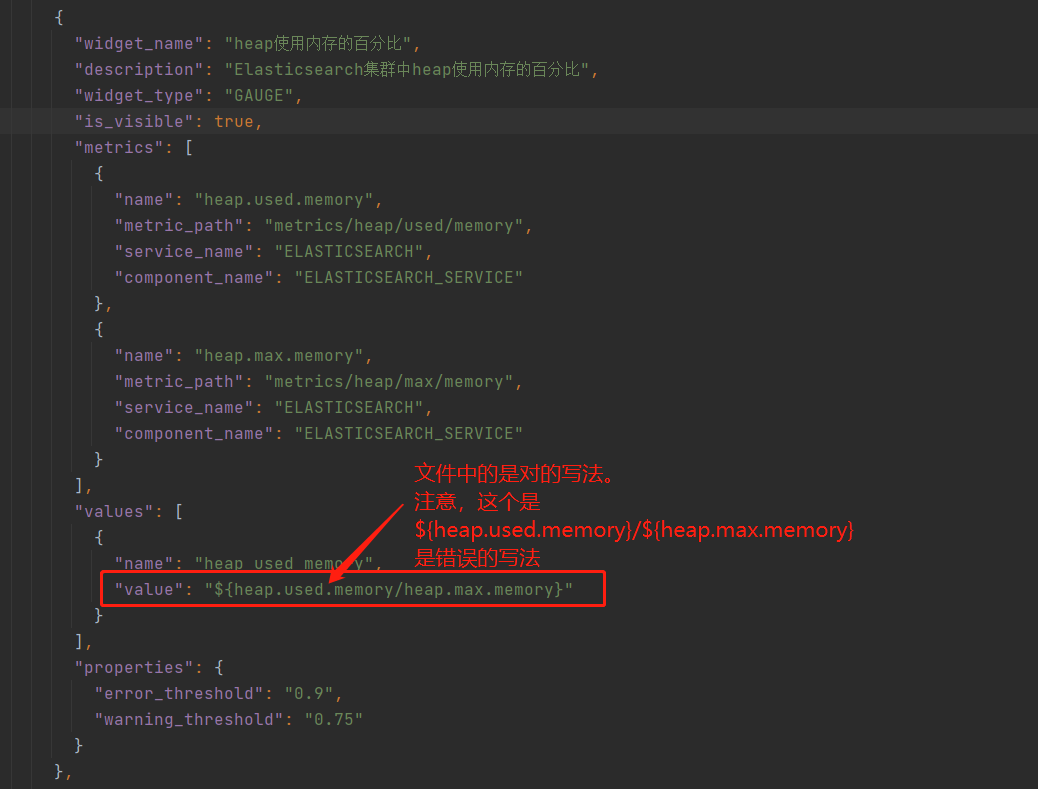 {
"widget_name": "heap使用内存的百分比",
"description": "Elasticsearch集群中heap使用内存的百分比",
"widget_type": "GAUGE",
"is_visible": true,
"metrics": [
{
"name": "heap.used.memory",
"metric_path": "metrics/heap/used/memory",
"service_name": "ELASTICSEARCH",
"component_name": "ELASTICSEARCH_SERVICE"
},
{
"name": "heap.max.memory",
"metric_path": "metrics/heap/max/memory",
"service_name": "ELASTICSEARCH",
"component_name": "ELASTICSEARCH_SERVICE"
}
],
"values": [
{
"name": "heap used memory",
"value": "${heap.used.memory/heap.max.memory}"
}
],
"properties": {
"error_threshold": "0.9",
"warning_threshold": "0.75"
}
},
文件中的是对的写法。
注意，这个是
${heap.used.memory}/${heap.max.memory}
是错误的写法